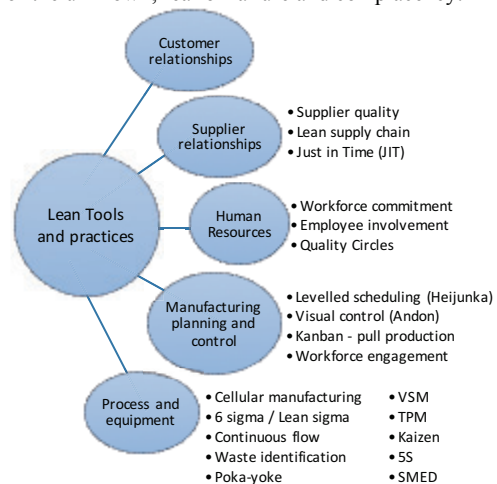 Customer
relationships
Supplier
relationships
• Supplier quality
• Lean supply chain
• Just in Time (JIT)
Lean Tools
and practices
Human
Resources
• Workforce commitment
• Employee involvement
• Quality Circles
Manufacturing
planning and
control
• Levelled scheduling (Heijunka)
• Visual control (Andon)
• Kanban - pull production
• Workforce engagement
Process and
equipment
• Cellular manufacturing
• 6 sigma / Lean sigma
• Continuous flow
• Waste identification
• Poka-yoke
• VSM
• TPM
• Kaizen
• 5S
• SMED